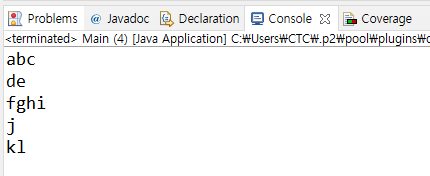 Problems @ Javadoc Declaration Console Coverage
<terminated> Main (4) [Java Application] C:₩Users₩CTC₩.p2₩pool₩plugins₩
abc
de
fghi
j
kl